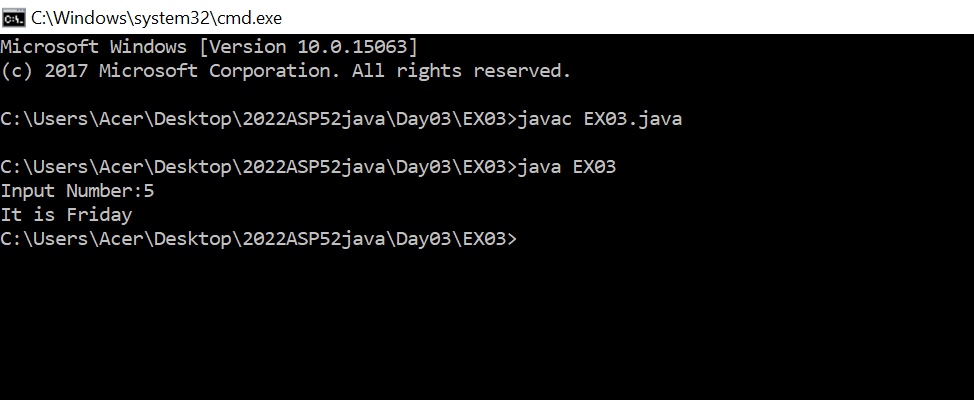 C:\Windows\system32\cmd.exe
Microsoft Windows [Version 10.0.15063]
(c) 2017 Microsoft Corporation. All rights reserved.
C:\Users\Acer\Desktop\2022ASP52java\Day03\EX03>javac EX03.java
C:\Users\Acer\Desktop\2022ASP52java\Day03\EX03>java EX03
Input Number:5
It is Friday
C:\Users\Acer\Desktop\2022ASP52java\Day03\EX03>